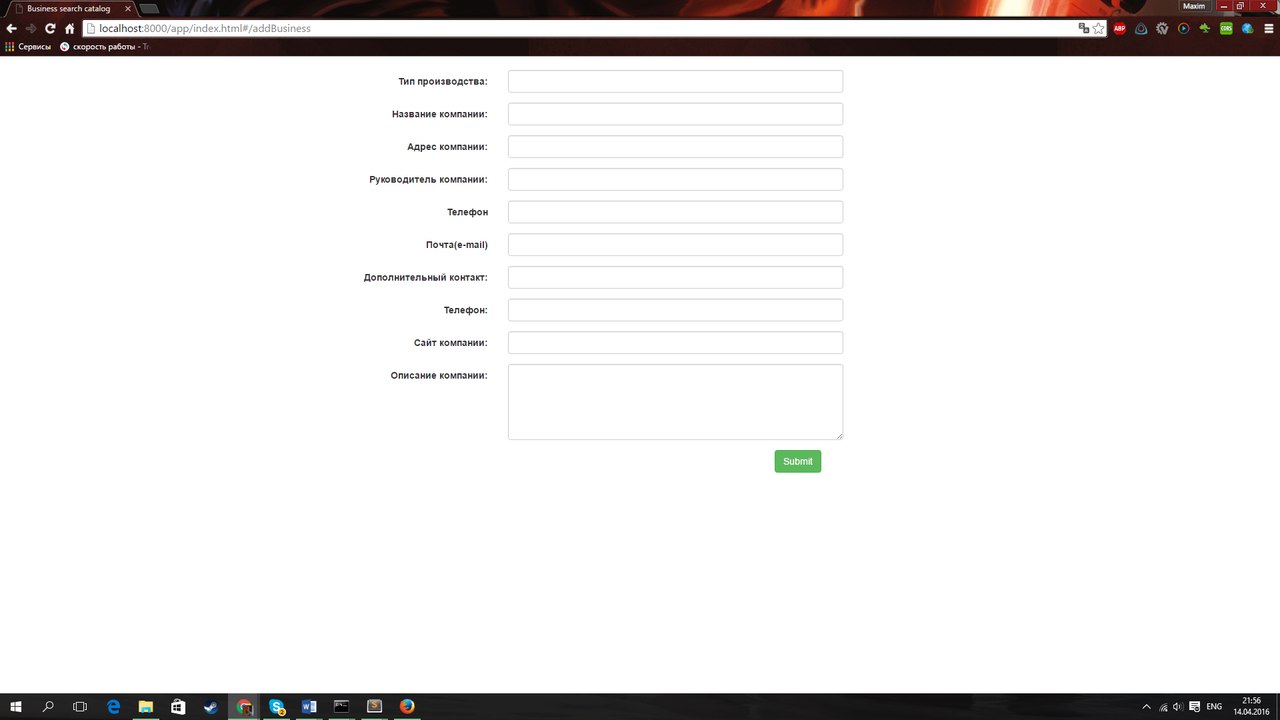 Business search catalog
Maxim
localhost:8000/app/index.html#/addBusiness
ABP
CORS
Сервисы
скорость работы - Тг
Тип производства:
Название компании:
Адрес компании:
Руководитель компании:
Телефон
Почта(e-mail)
Дополнительный контакт:
Телефон:
Сайт компании:
Описание компании:
Submit
ENG
21:56
14.04.2016